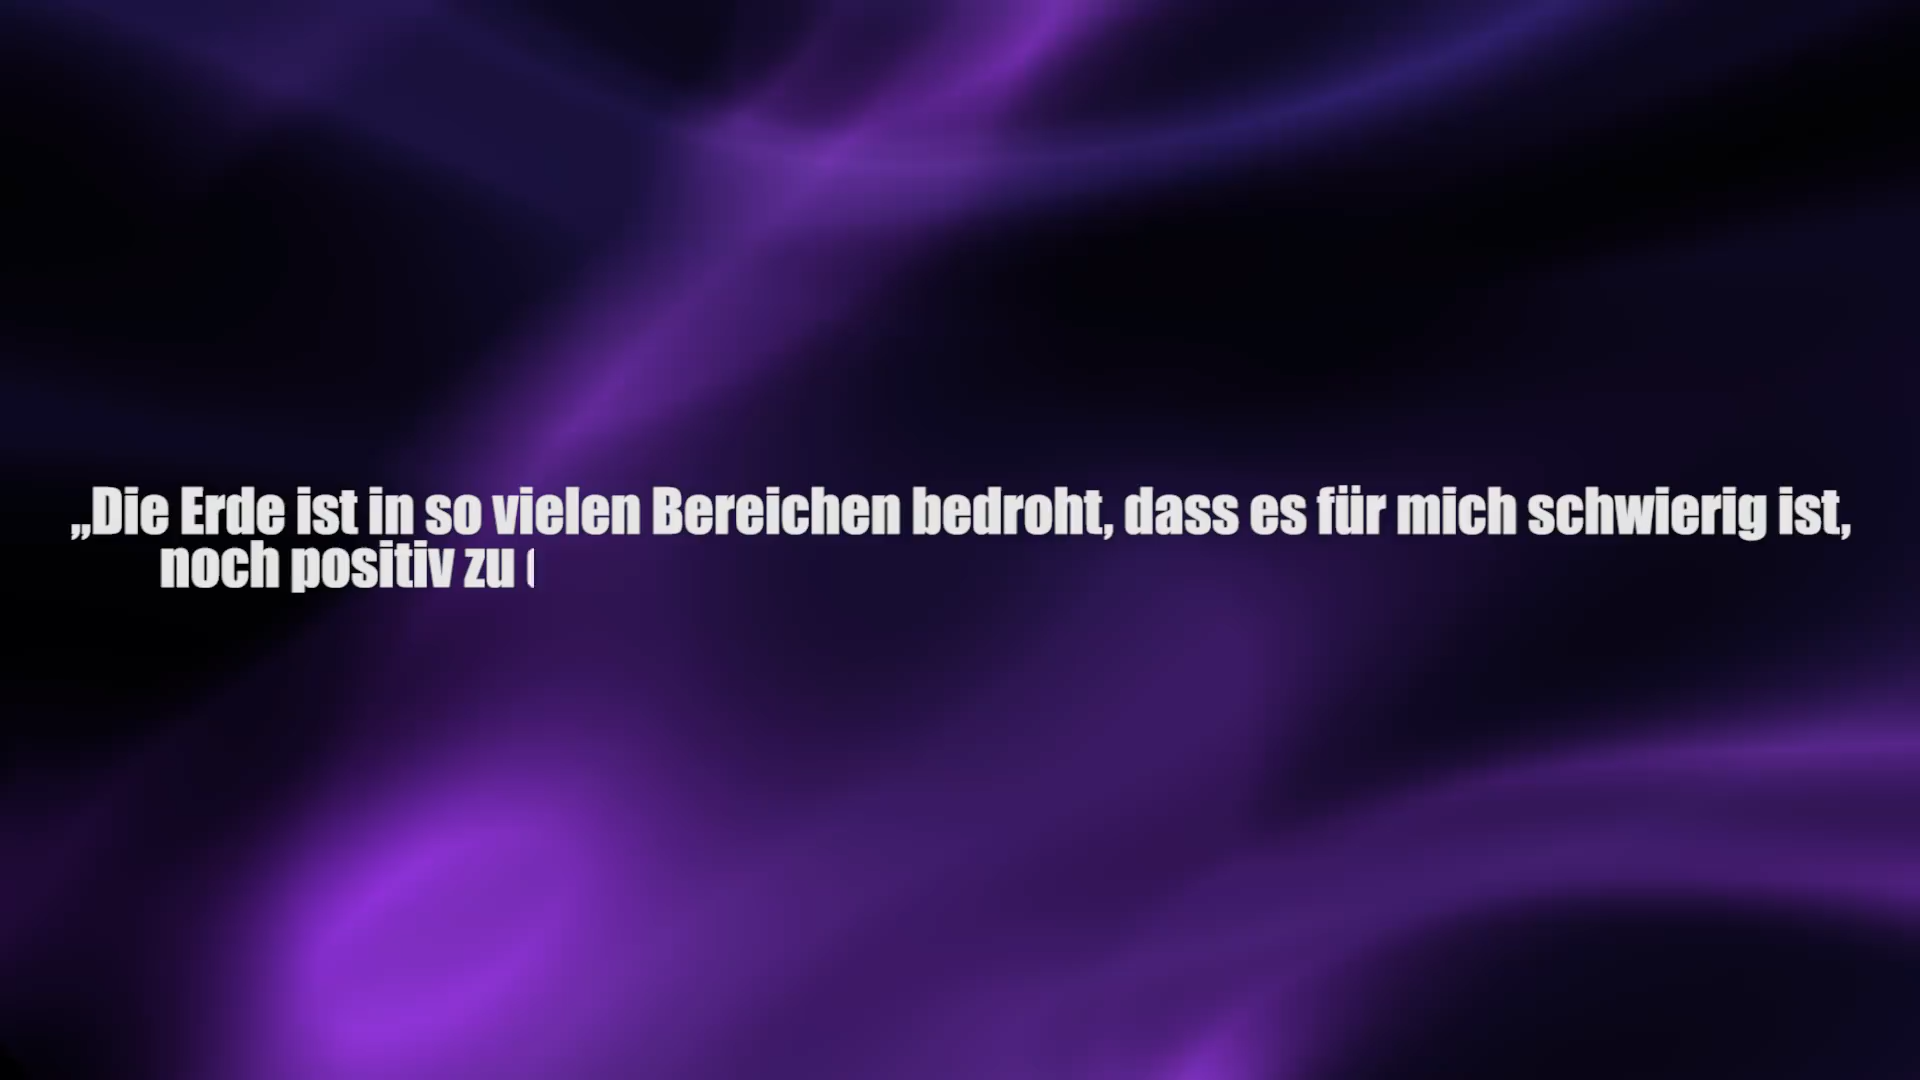 „Die Erde ist in so vielen Bereichen bedroht, dass es für mich schwierig ist,
noch positiv zu